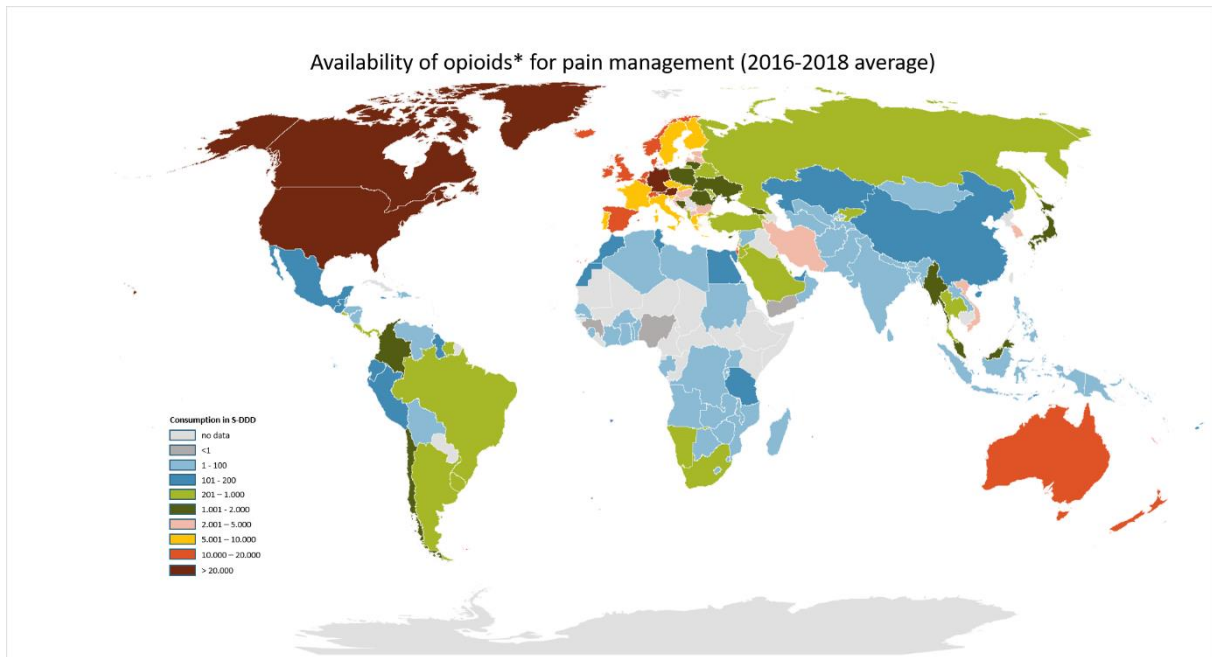 Availability of opioids* for pain management (2016-2018 average)
Consumption in S-DDD
no data
<1
1 - 100
101 - 200
201 – 1.000
1.001 - 2.000
2.001 – 5.000
5.001 – 10.000
10.000 – 20.000
> 20.000